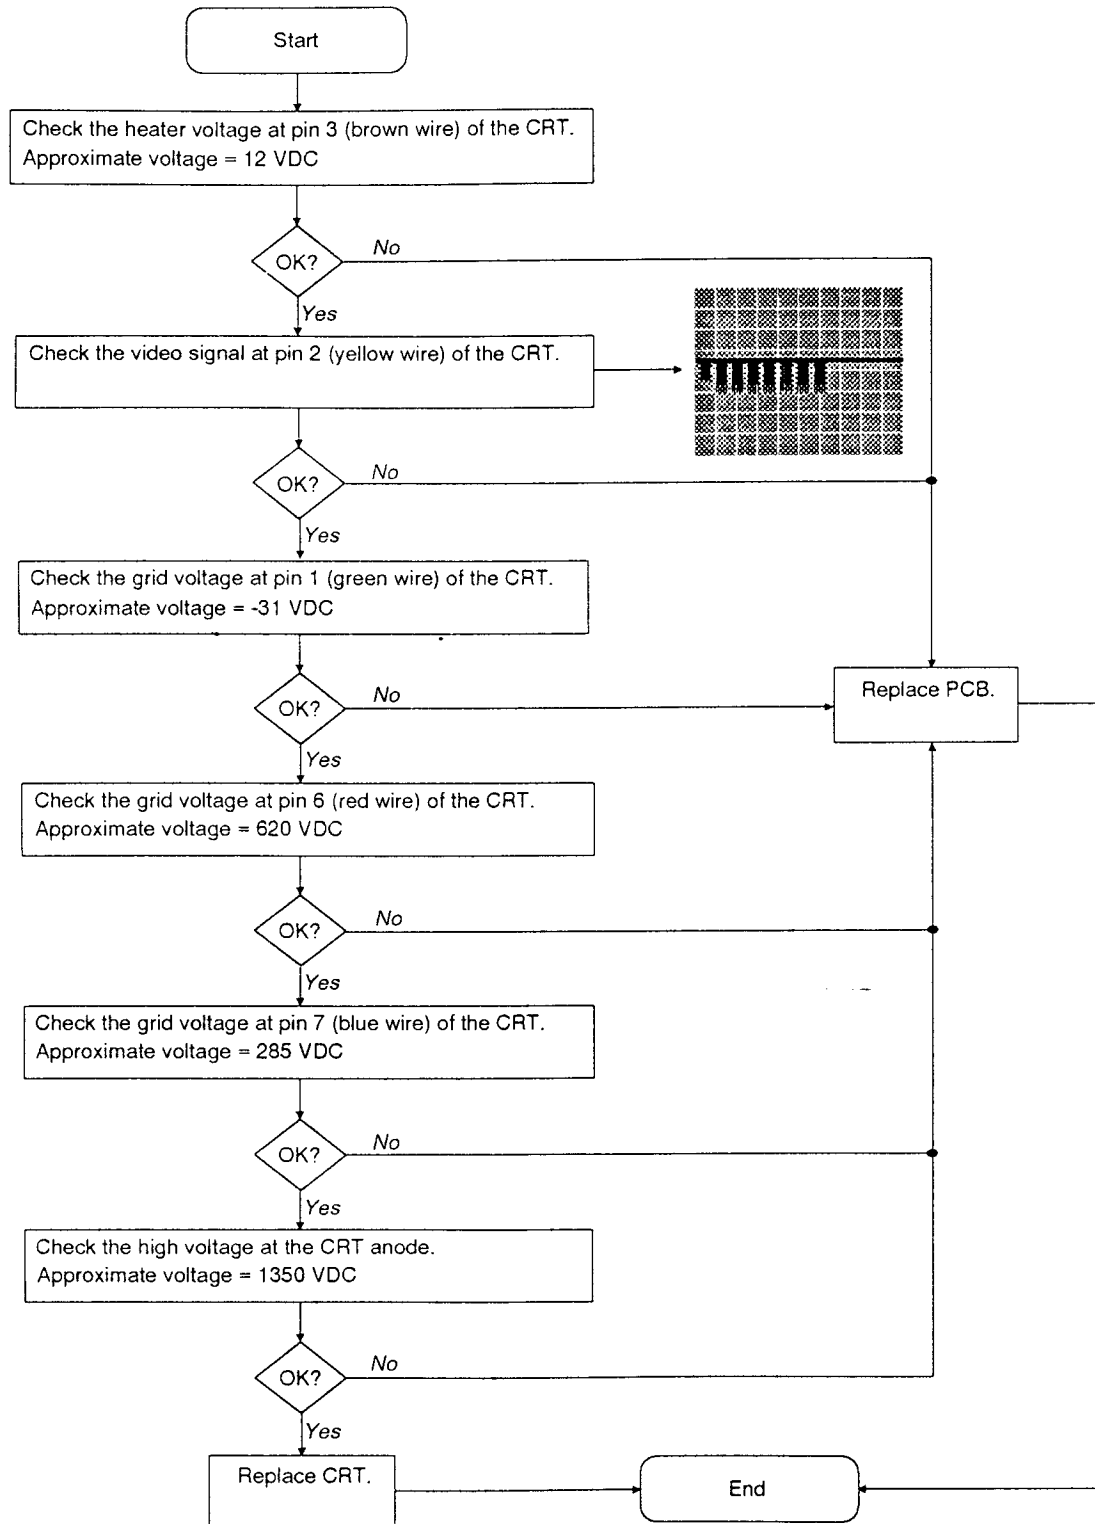 Start
Check the heater voltage at pin 3 (brown wire) of the CRT.
Approximate voltage = 12 VDC
OK?
No
Yes
Check the video signal at pin 2 (yellow wire) of the CRT.
OK?
No
Yes
Check the grid voltage at pin 1 (green wire) of the CRT.
Approximate voltage = -31 VDC
OK?
No
Replace PCB.
Yes
Check the grid voltage at pin 6 (red wire) of the CRT.
Approximate voltage = 620 VDC
OK?
No
Yes
Check the grid voltage at pin 7 (blue wire) of the CRT.
Approximate voltage = 285 VDC
OK?
No
Yes
Check the high voltage at the CRT anode.
Approximate voltage = 1350 VDC
OK?
No
Yes
Replace CRT.
End